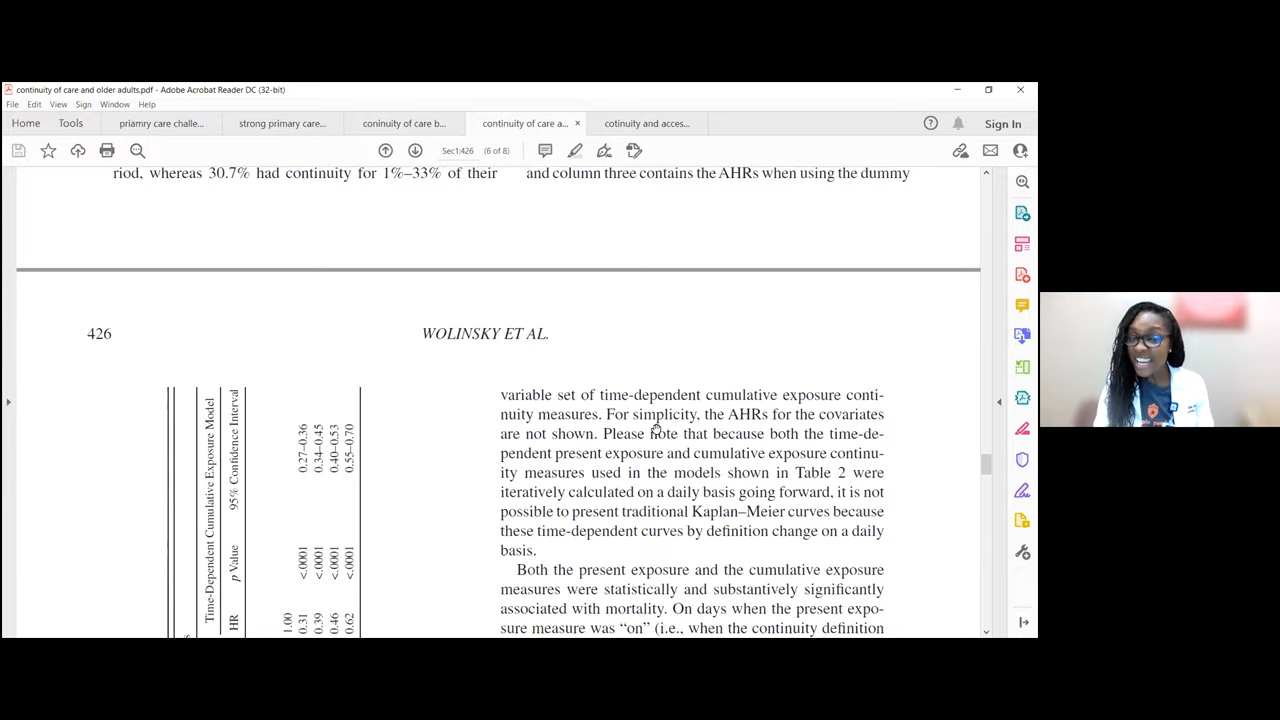 continuity of care and older adults.pdf - Adobe Acrobat Reader DC (32-bit)
File Edit View Sign Window Help
Home Tools priamry care challe... strong primary care... coninuity of care b... continuity of care a... × cotinuity and acces... Sign In
Sec1:426 (6 of 8)
riod, whereas 30.7% had continuity for 1%–33% of their
and column three contains the AHRs when using the dummy
426
WOLINSKY ET AL.
Time-Dependent Cumulative Exposure Model
HR p Value 95% Confidence Interval
1.00
0.31 <.0001 0.27–0.36
0.39 <.0001 0.34–0.45
0.46 <.0001 0.40–0.53
0.62 <.0001 0.55–0.70
variable set of time-dependent cumulative exposure conti-
nuity measures. For simplicity, the AHRs for the covariates
are not shown. Please note that because both the time-de-
pendent present exposure and cumulative exposure continu-
ity measures used in the models shown in Table 2 were
iteratively calculated on a daily basis going forward, it is not
possible to present traditional Kaplan–Meier curves because
these time-dependent curves by definition change on a daily
basis.
Both the present exposure and the cumulative exposure
measures were statistically and substantively significantly
associated with mortality. On days when the present expo-
sure measure was “on” (i.e., when the continuity definition